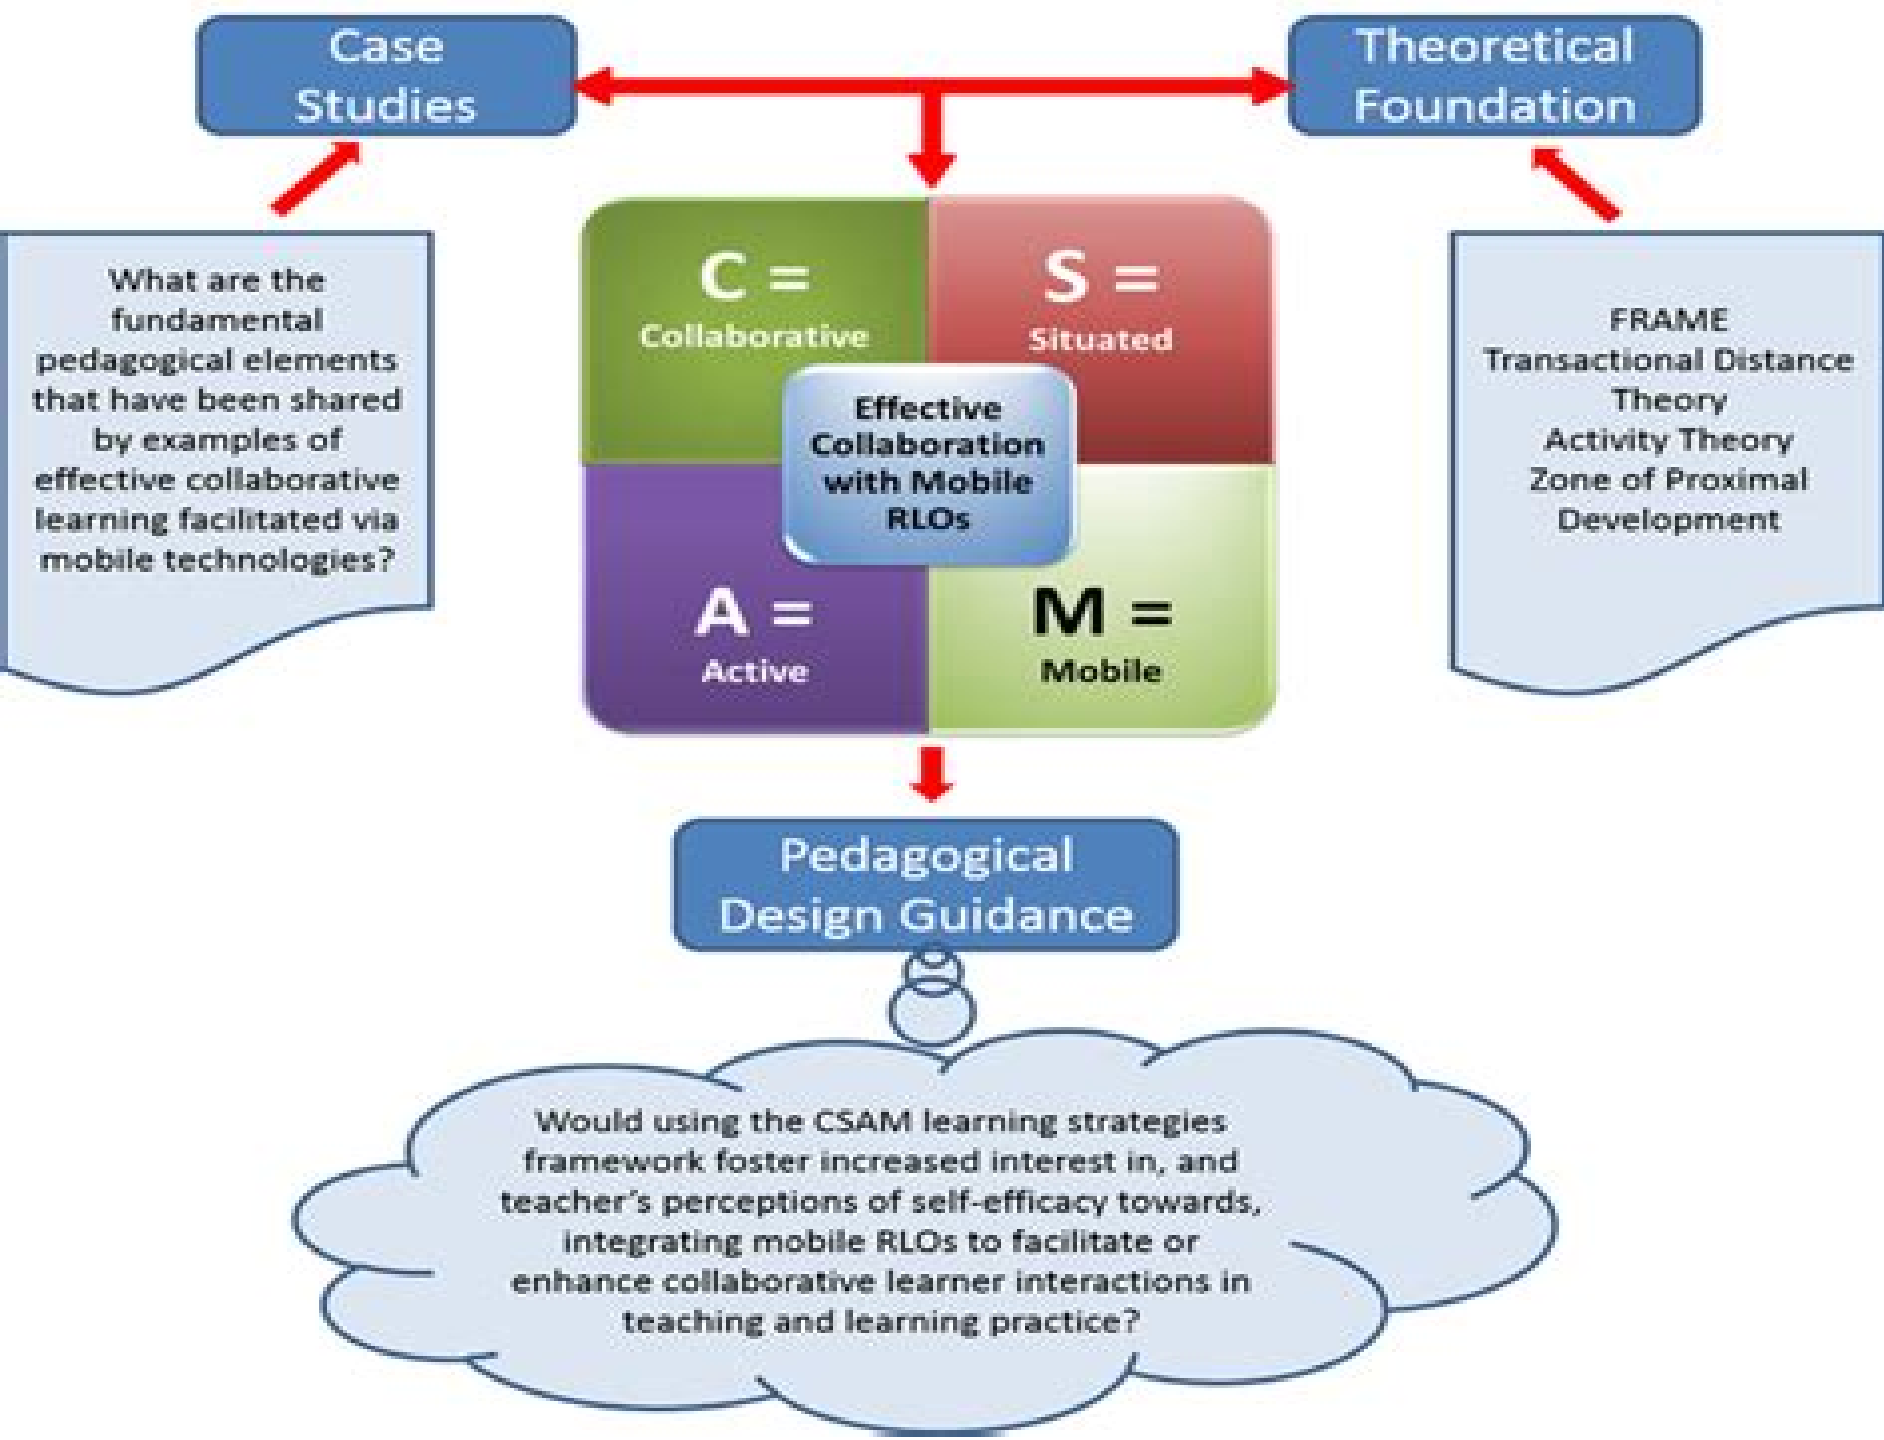 Case
Studies
Theoretical
Foundation
What are the
fundamental
pedagogical elements
that have been shared
by examples of
effective collaborative
learning facilitated via
mobile technologies?
C =
Collaborative
S =
Situated
Effective
Collaboration
with Mobile
RLOs
A =
Active
M =
Mobile
FRAME
Transactional Distance
Theory
Activity Theory
Zone of Proximal
Development
Pedagogical
Design Guidance
Would using the CSAM learning strategies
framework foster increased interest in, and
teacher's perceptions of self-efficacy towards,
integrating mobile RLOs to facilitate or
enhance collaborative learner interactions in
teaching and learning practice?